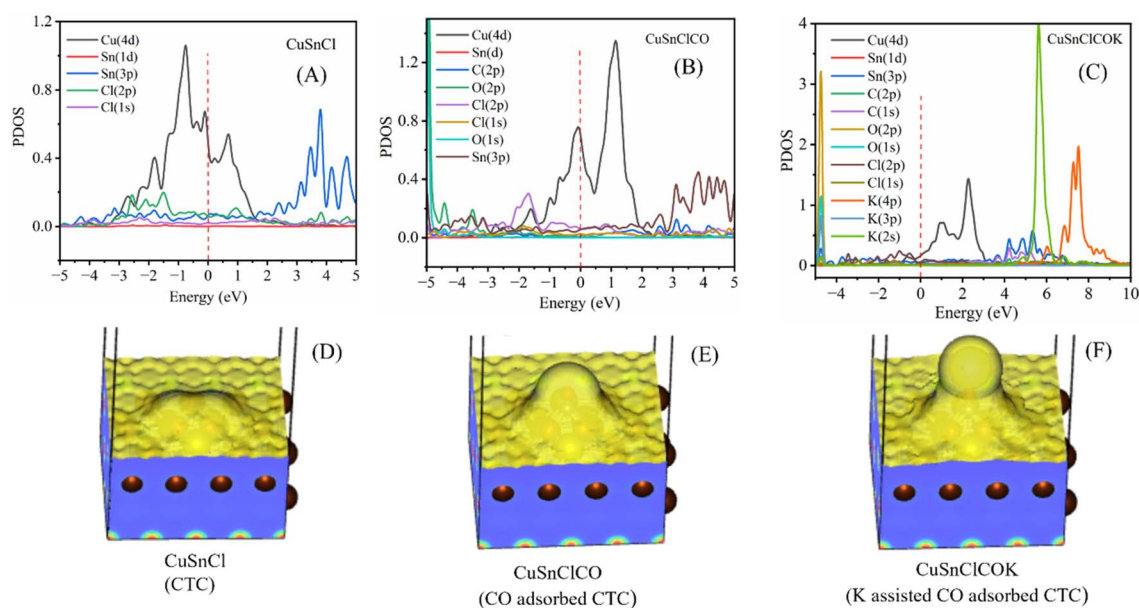 CuSnCl
(A)
Cu(4d)
Sn(1d)
Sn(3p)
Cl(2p)
Cl(1s)
PDOS
1.2
0.8
0.4
0.0
−5 −4 −3 −2 −1 0 1 2 3 4 5
Energy (eV)
CuSnClCO
(B)
Cu(4d)
Sn(d)
C(2p)
O(2p)
Cl(2p)
Cl(1s)
O(1s)
Sn(3p)
PDOS
1.4
1.2
0.6
0.0
−5 −4 −3 −2 −1 0 1 2 3 4 5
Energy (eV)
CuSnClCOK
(C)
Cu(4d)
Sn(1d)
Sn(3p)
C(2p)
C(1s)
O(2p)
O(1s)
Cl(2p)
Cl(1s)
K(4p)
K(3p)
K(2s)
PDOS
4
3
2
1
0
−4 −2 0 2 4 6 8 10
Energy (eV)
(D)
CuSnCl
(CTC)
(E)
CuSnClCO
(CO adsorbed CTC)
(F)
CuSnClCOK
(K assisted CO adsorbed CTC)